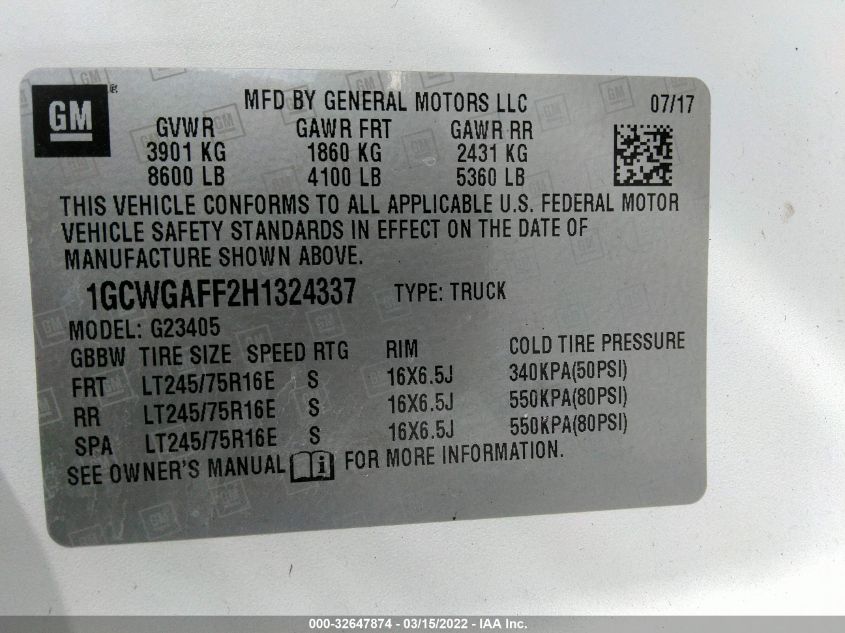 GM ® MFD BY GENERAL MOTORS LLC 07/17
GVWR GAWR FRT GAWR RR
3901 KG 1860 KG 2431 KG
8600 LB 4100 LB 5360 LB
THIS VEHICLE CONFORMS TO ALL APPLICABLE U.S. FEDERAL MOTOR
VEHICLE SAFETY STANDARDS IN EFFECT ON THE DATE OF
MANUFACTURE SHOWN ABOVE.
1GCWGAFF2H1324337 TYPE: TRUCK
MODEL: G23405
GBBW TIRE SIZE SPEED RTG RIM COLD TIRE PRESSURE
FRT LT245/75R16E S 16X6.5J 340KPA(50PSI)
RR LT245/75R16E S 16X6.5J 550KPA(80PSI)
SPA LT245/75R16E S 16X6.5J 550KPA(80PSI)
SEE OWNER'S MANUAL i FOR MORE INFORMATION.
000-32647874 - 03/15/2022 - IAA Inc.